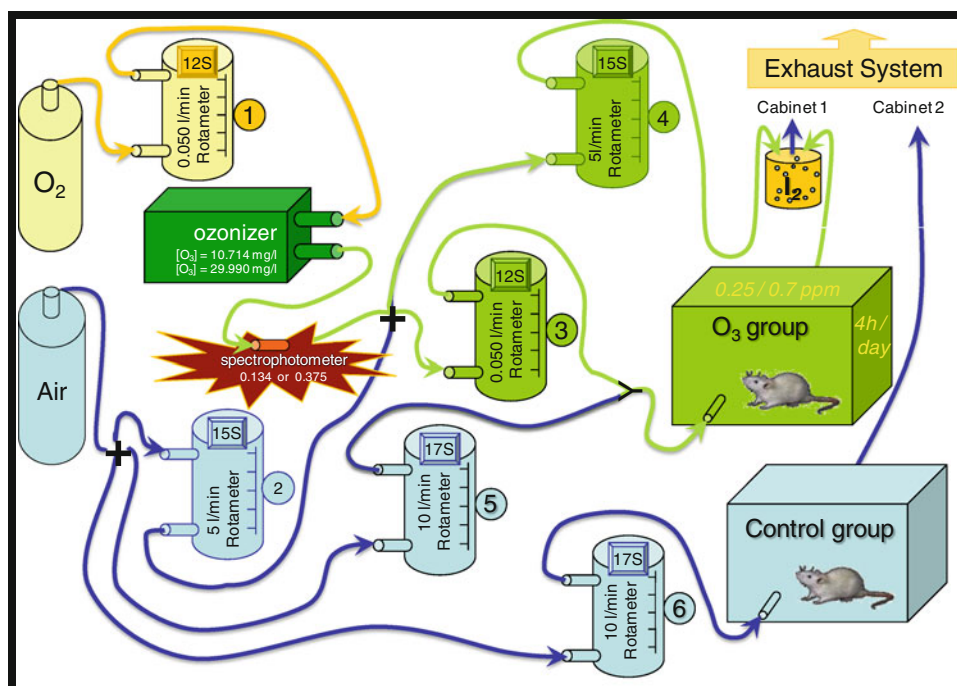 12S
0.050 l/min
Rotameter
1
O₂
15S
5l/min
Rotameter
4
Exhaust System
Cabinet 1
Cabinet 2
I₂
ozonizer
[O₃] = 10.714 mg/l
[O₃] = 29.990 mg/l
12S
0.050 l/min
Rotameter
3
0.25 / 0.7 ppm
O₃ group
4h /
day
Air
spectrophotometer
0.134 or 0.375
15S
5 l/min
Rotameter
2
17S
10 l/min
Rotameter
5
17S
10 l/min
Rotameter
6
Control group